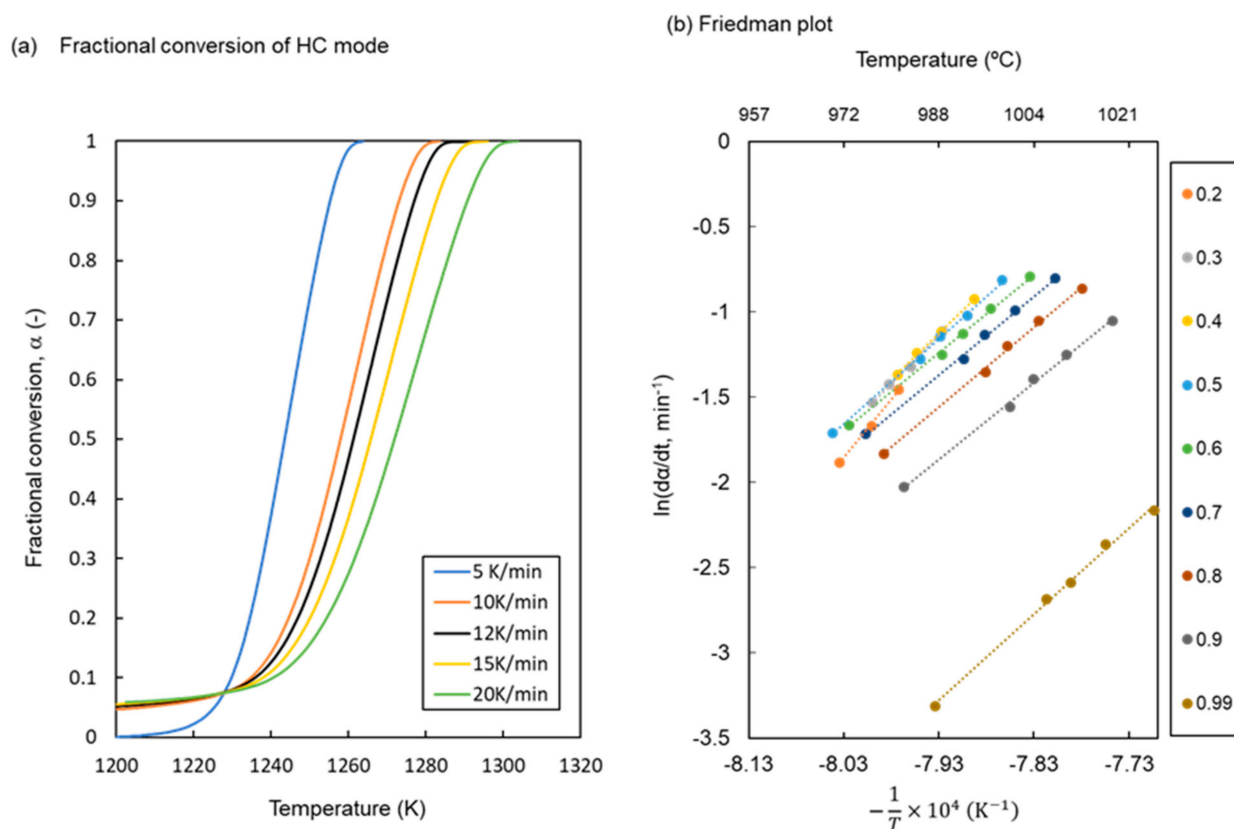 (a) Fractional conversion of HC mode
Fractional conversion, α (-)
1
0.9
0.8
0.7
0.6
0.5
0.4
0.3
0.2
0.1
0
1200 1220 1240 1260 1280 1300 1320
Temperature (K)
5 K/min
10K/min
12K/min
15K/min
20K/min
(b) Friedman plot
Temperature (ºC)
957 972 988 1004 1021
0
-0.5
-1
-1.5
-2
-2.5
-3
-3.5
ln(dα/dt, min⁻¹)
-8.13 -8.03 -7.93 -7.83 -7.73
−1/T × 10⁴ (K⁻¹)
0.2
0.3
0.4
0.5
0.6
0.7
0.8
0.9
0.99